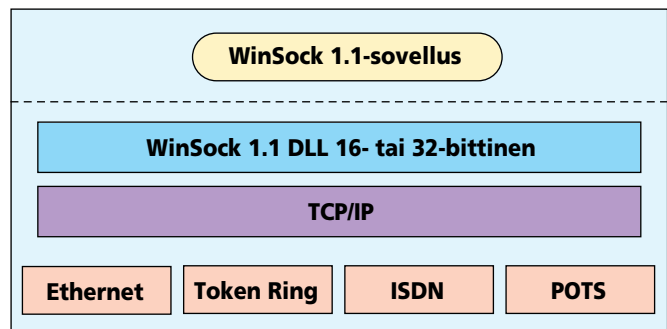 WinSock 1.1-sovellus
WinSock 1.1 DLL 16- tai 32-bittinen
TCP/IP
Ethernet
Token Ring
ISDN
POTS